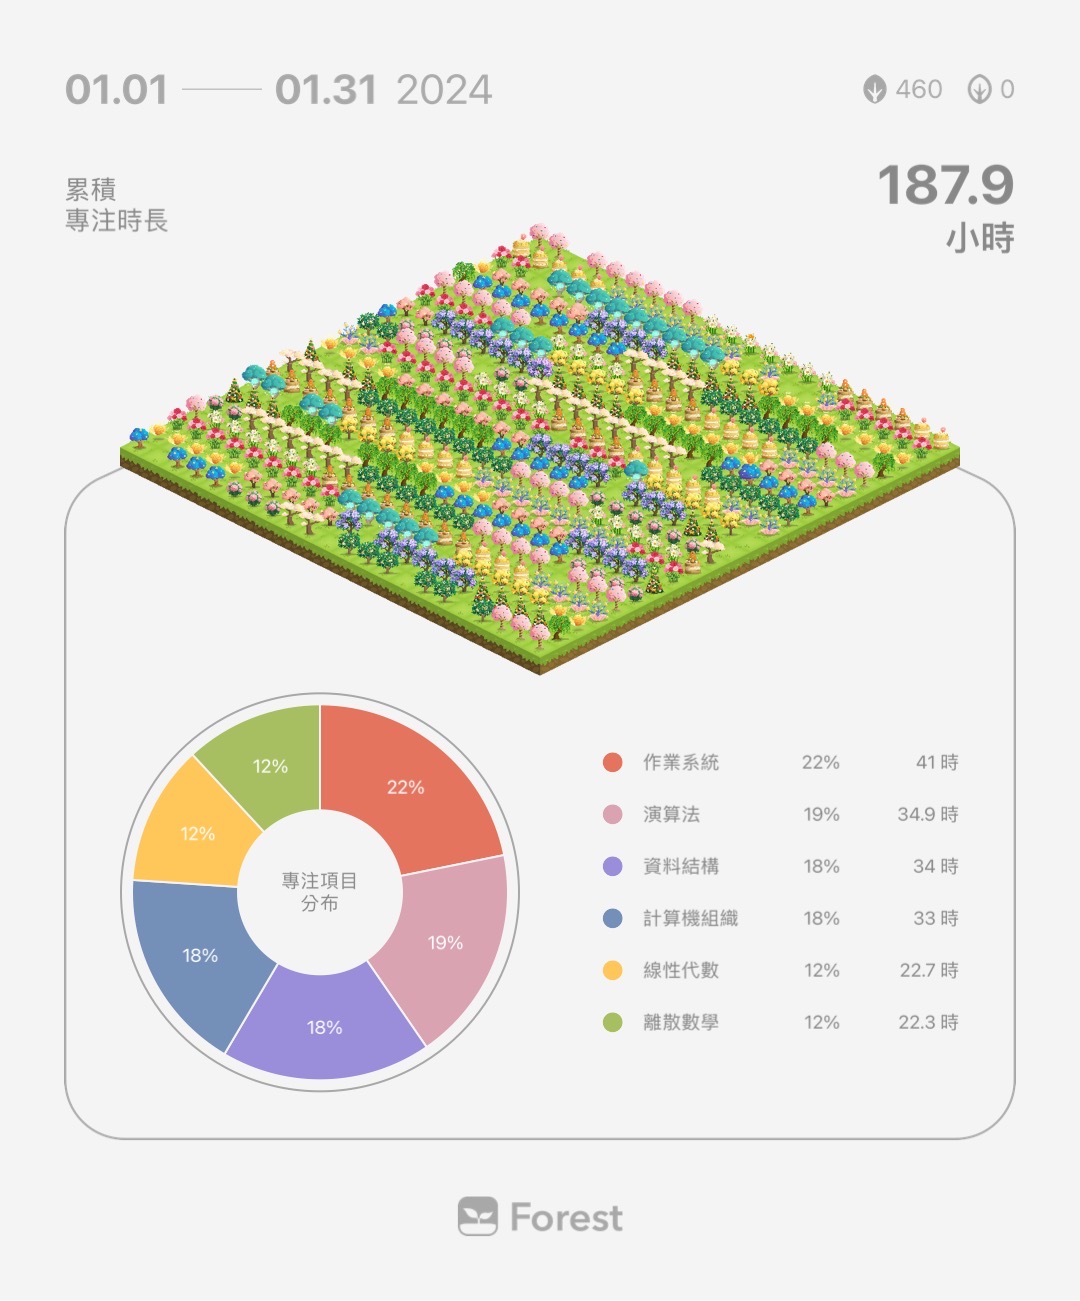 01.01 — 01.31 2024
460 0
累積
專注時長
187.9
小時
12%
22%
12%
19%
18%
18%
專注項目
分布
作業系統 22% 41 時
演算法 19% 34.9 時
資料結構 18% 34 時
計算機組織 18% 33 時
線性代數 12% 22.7 時
離散數學 12% 22.3 時
Forest